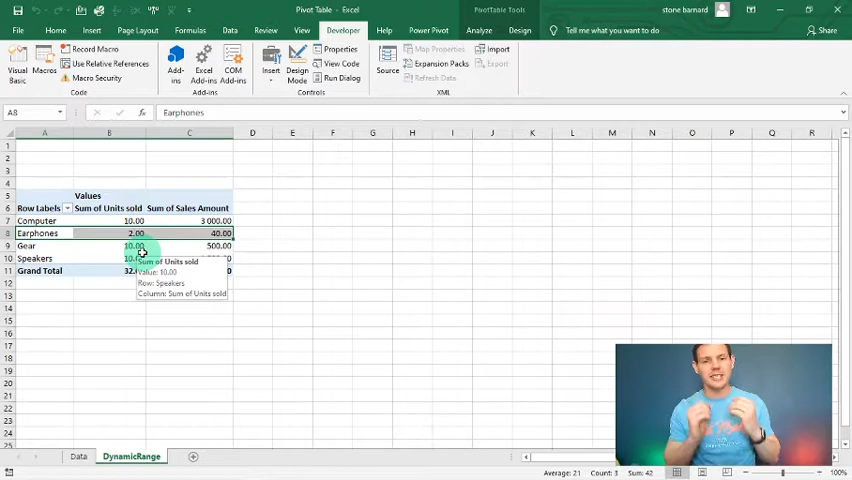 Pivot Table - Excel
PivotTable Tools
stone barnard
File Home Insert Page Layout Formulas Data Review View Developer Help Power Pivot Analyze Design Tell me what you want to do Share
Visual Basic
Macros
Record Macro
Use Relative References
Macro Security
Code
Add-ins
Excel Add-ins
COM Add-ins
Add-ins
Insert
Design Mode
Properties
View Code
Run Dialog
Controls
Source
Map Properties
Expansion Packs
Refresh Data
Import
Export
XML
A8 fx Earphones
A B C D E F G H I J K L M N O P Q R
1
2
3
4
5 Values
6 Row Labels Sum of Units sold Sum of Sales Amount
7 Computer 10.00 3 000.00
8 Earphones 2.00 40.00
9 Gear 10.00 500.00
10 Speakers
11 Grand Total 32.
Sum of Units sold
Value: 10.00
Row: Speakers
Column: Sum of Units sold
12
13
14
15
16
17
18
19
20
21
22
23
24
25
Data DynamicRange
Average: 21 Count: 3 Sum: 42 100%